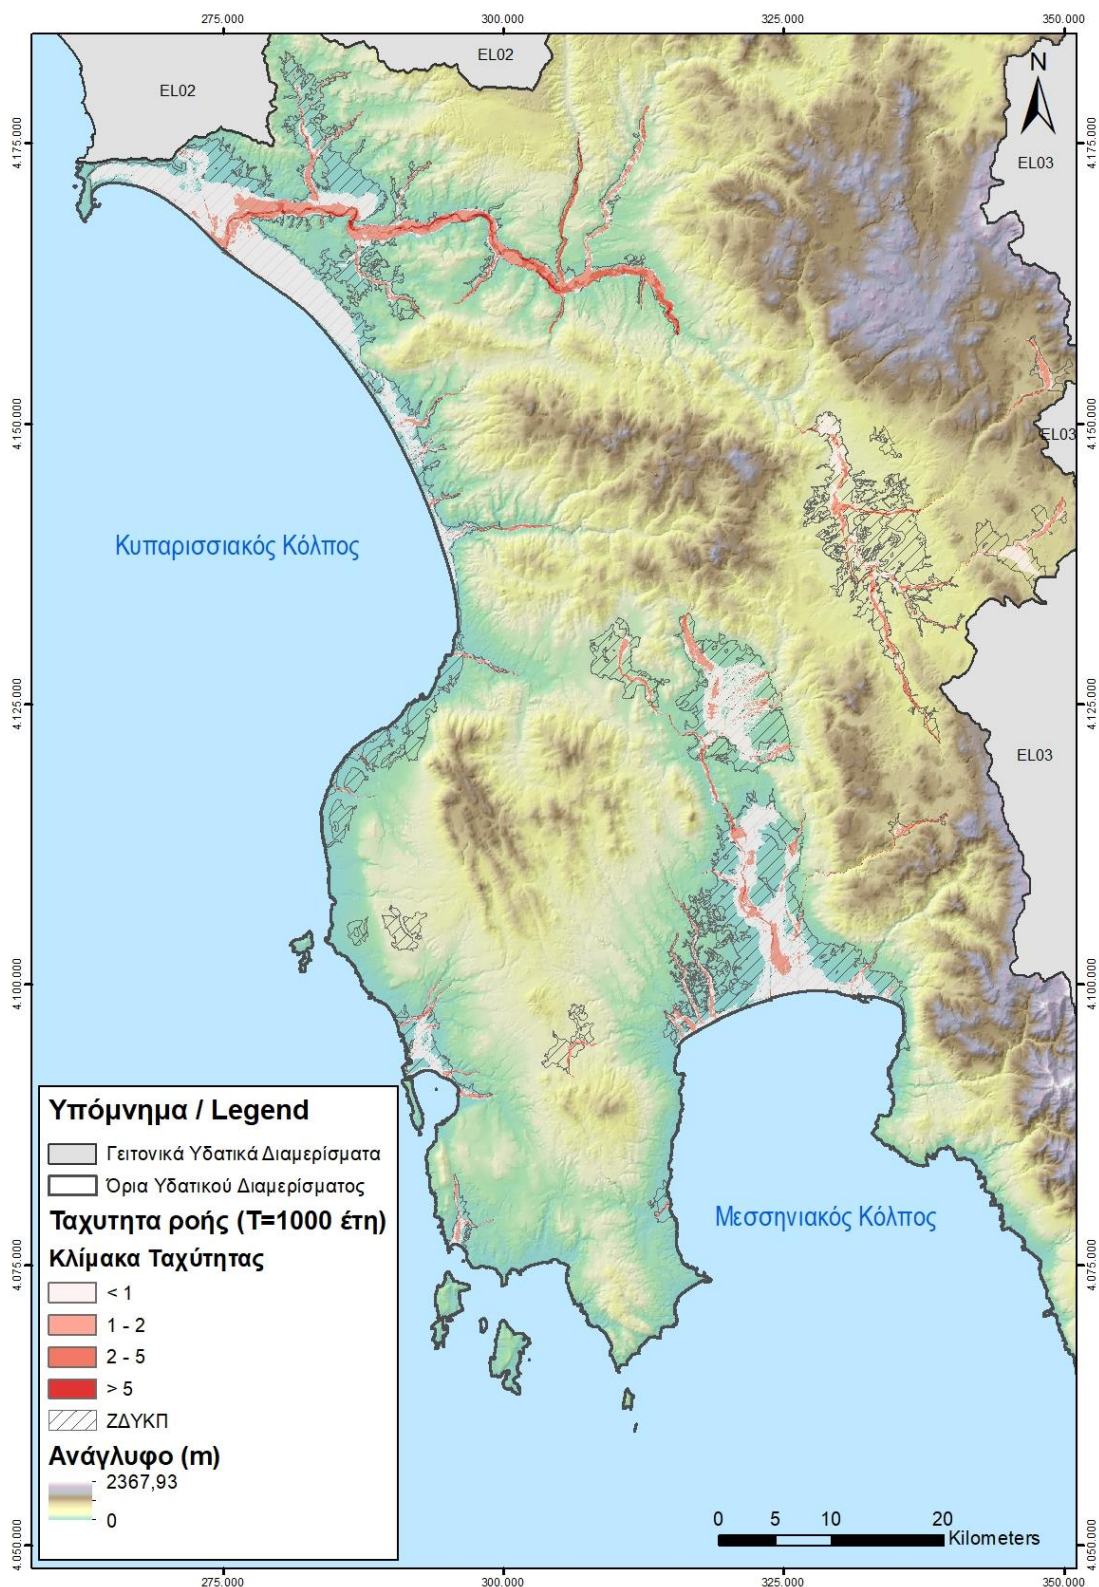 275.000 300.000 325.000 350.000
EL02
EL02
N
4.175.000 4.175.000
EL03
4.150.000 4.150.000
EL03
Κυπαρισσιακός Κόλπος
4.125.000 4.125.000
EL03
4.100.000 4.100.000
Υπόμνημα / Legend
Γειτονικά Υδατικά Διαμερίσματα
Όρια Υδατικού Διαμερίσματος
Ταχυτητα ροής (T=1000 έτη)
Κλίμακα Ταχύτητας
< 1
1 - 2
2 - 5
> 5
ΖΔΥΚΠ
Ανάγλυφο (m)
2367,93
0
Μεσσηνιακός Κόλπος
4.075.000 4.075.000
0 5 10 20
Kilometers
4.050.000 4.050.000
275.000 300.000 325.000 350.000